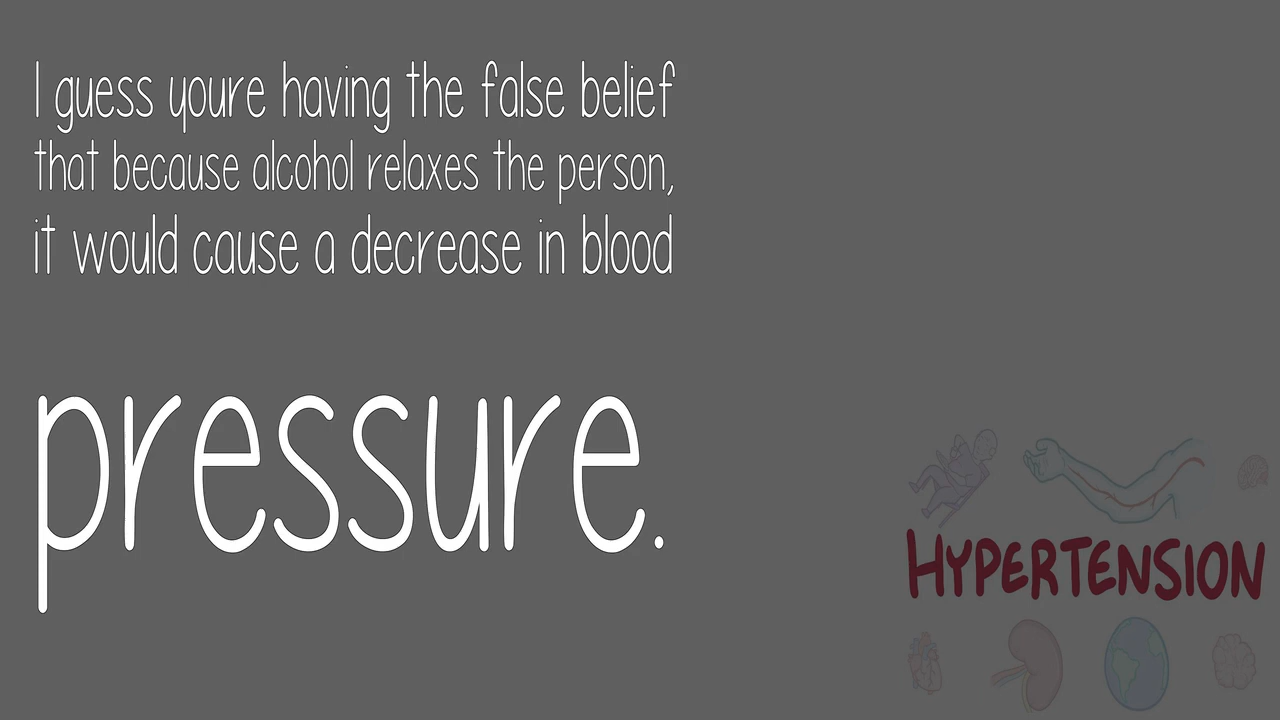 I guess youre having the false belief
that because alcohol relaxes the person,
it would cause a decrease in blood
pressure.
HYPERTENSION